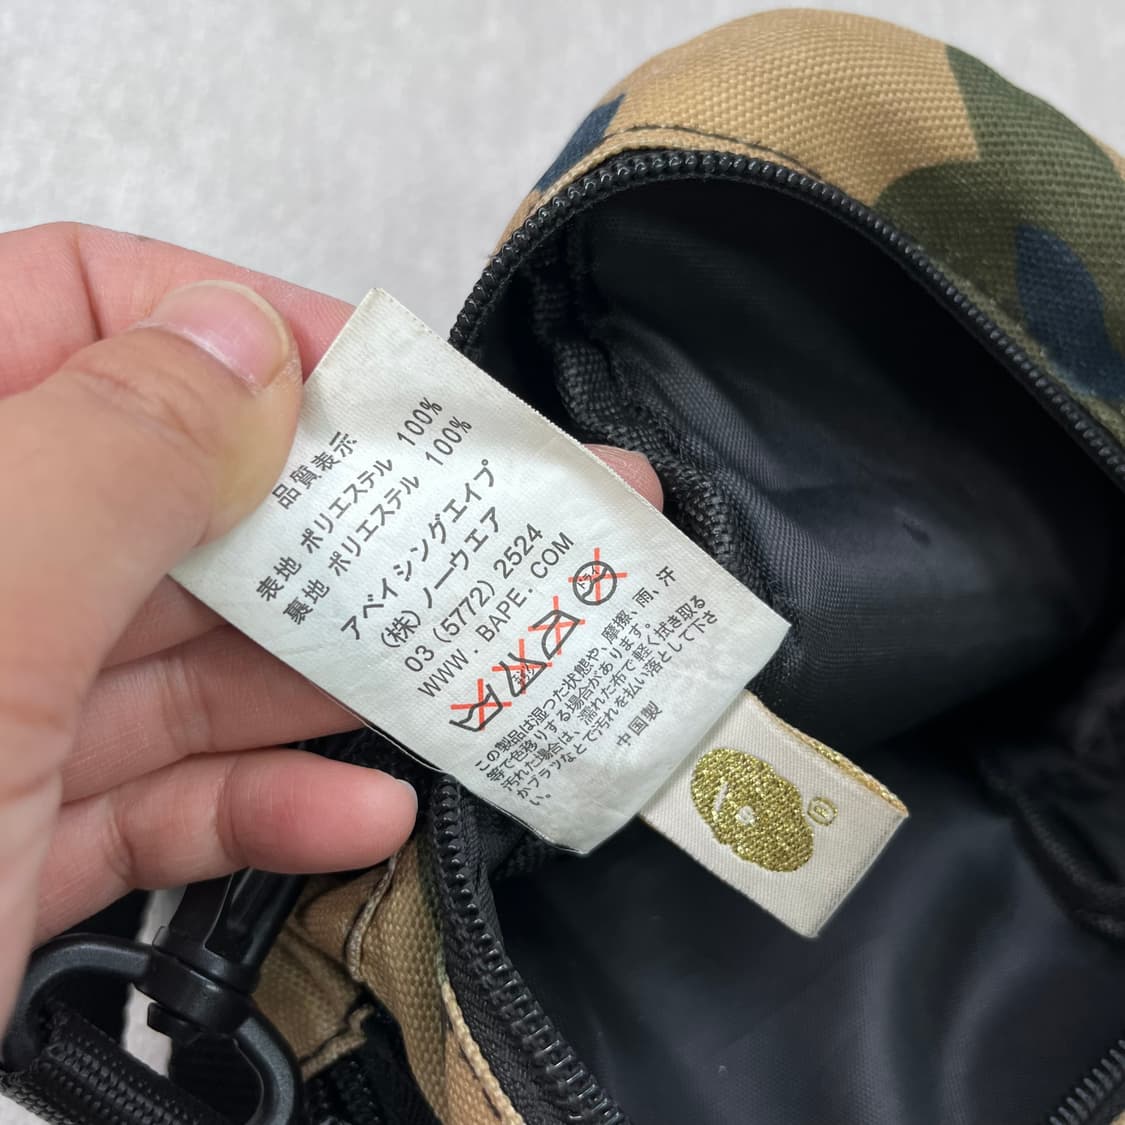 品質表示
表地 ポリエステル 100%
裏地 ポリエステル 100%
アベイシングエイプ
(株)ノーウエア
03 (5772) 2524
WWW. BAPE. COM
ドライ
この製品は湿った状態や、摩擦、雨、汗
等で色移りする場合があります。
汚れた場合は、濡れた布で軽く拭き取る
かブラツなとで汚れを払い落として下さ
い。
中国製
®